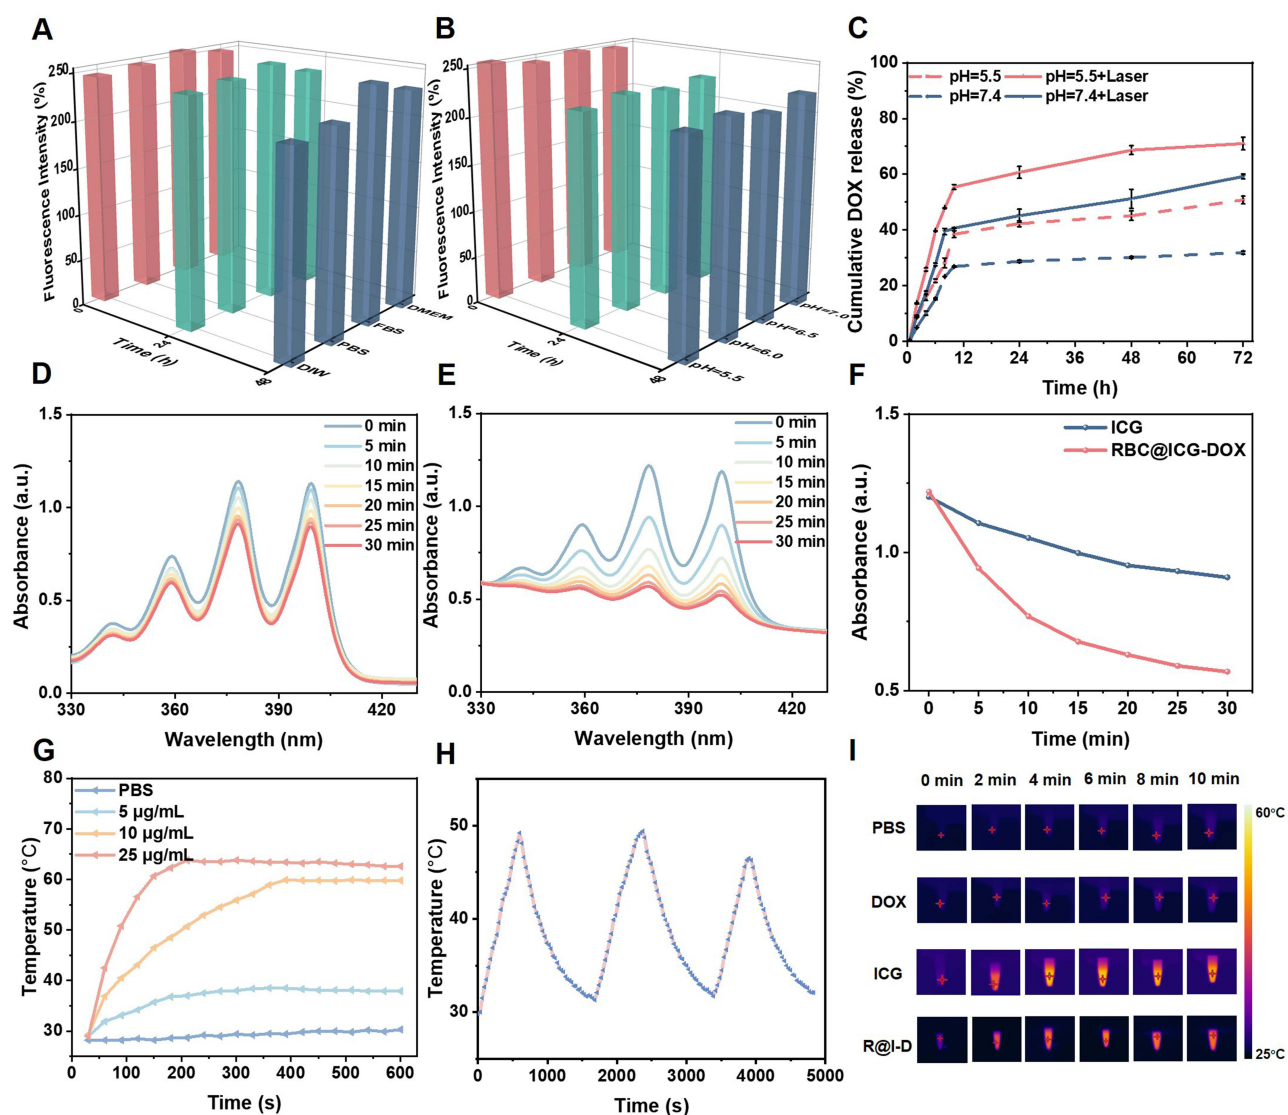 A
Fluorescence Intensity (%)
250
200
150
100
50
0
0
24
48
Time (h)
DIW
PBS
FBS
DMEM
B
Fluorescence Intensity (%)
250
200
150
100
50
0
0
24
48
Time (h)
pH=5.5
pH=6.0
pH=6.5
pH=7.0
C
Cumulative DOX release (%)
100
80
60
40
20
0
pH=5.5
pH=5.5+Laser
pH=7.4
pH=7.4+Laser
0 12 24 36 48 60 72
Time (h)
D
Absorbance (a.u.)
1.5
1.0
0.5
0.0
0 min
5 min
10 min
15 min
20 min
25 min
30 min
330 360 390 420
Wavelength (nm)
E
Absorbance (a.u.)
1.5
1.0
0.5
0.0
0 min
5 min
10 min
15 min
20 min
25 min
30 min
330 360 390 420
Wavelength (nm)
F
Absorbance (a.u.)
1.5
1.0
0.5
ICG
RBC@ICG-DOX
0 5 10 15 20 25 30
Time (min)
G
Temperature (°C)
80
70
60
50
40
30
PBS
5 μg/mL
10 μg/mL
25 μg/mL
0 100 200 300 400 500 600
Time (s)
H
Temperature (°C)
50
40
30
0 1000 2000 3000 4000 5000
Time (s)
I
0 min 2 min 4 min 6 min 8 min 10 min
PBS
DOX
ICG
R@I-D
60°C
25°C